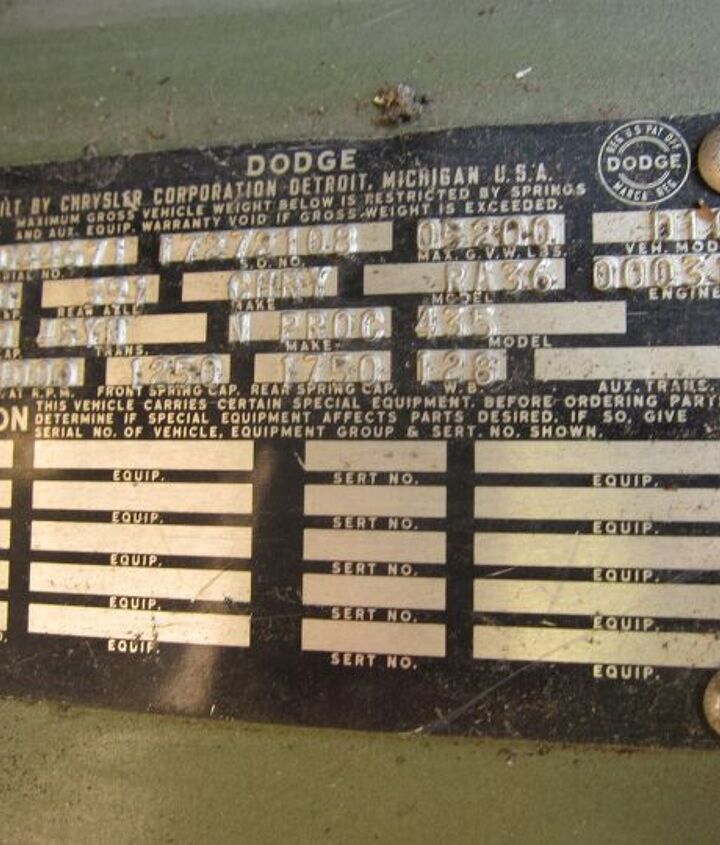 DODGE
REG U S PAT OFF
DODGE
MARCA REG
ILT BY CHRYSLER CORPORATION DETROIT, MICHIGAN U.S.A.
MAXIMUM GROSS VEHICLE WEIGHT BELOW IS RESTRICTED BY SPRINGS
AND AUX. EQUIP. WARRANTY VOID IF GROSS WEIGHT IS EXCEEDED.
05200
S.O. NO. MAX. G.V.W. LBS. VEH. MOD
CHRY RA36
REAR AXLE MAKE MODEL ENGINE
N PROC 435
TRANS. MAKE MODEL
1250 1750 128
AT R.P.M. FRONT SPRING CAP. REAR SPRING CAP. W.B. AUX. TRANS.
ON THIS VEHICLE CARRIES CERTAIN SPECIAL EQUIPMENT. BEFORE ORDERING PART
DETERMINE IF SPECIAL EQUIPMENT AFFECTS PARTS DESIRED. IF SO, GIVE
SERIAL NO. OF VEHICLE, EQUIPMENT GROUP & SERT. NO. SHOWN.
EQUIP. SERT NO. EQUIP.
EQUIP. SERT NO. EQUIP.
EQUIP. SERT NO. EQUIP.
EQUIP. SERT NO. EQUIP.
EQUIP. SERT NO. EQUIP.